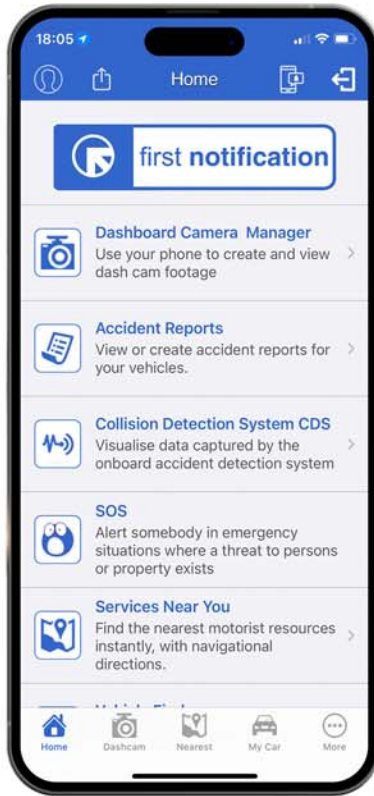 18:05
Home
first notification
Dashboard Camera Manager
Use your phone to create and view
dash cam footage
Accident Reports
View or create accident reports for
your vehicles.
Collision Detection System CDS
Visualise data captured by the
onboard accident detection system
SOS
Alert somebody in emergency
situations where a threat to persons
or property exists
Services Near You
Find the nearest motorist resources
instantly, with navigational
directions.
Home
Dashcam
Nearest
My Car
More